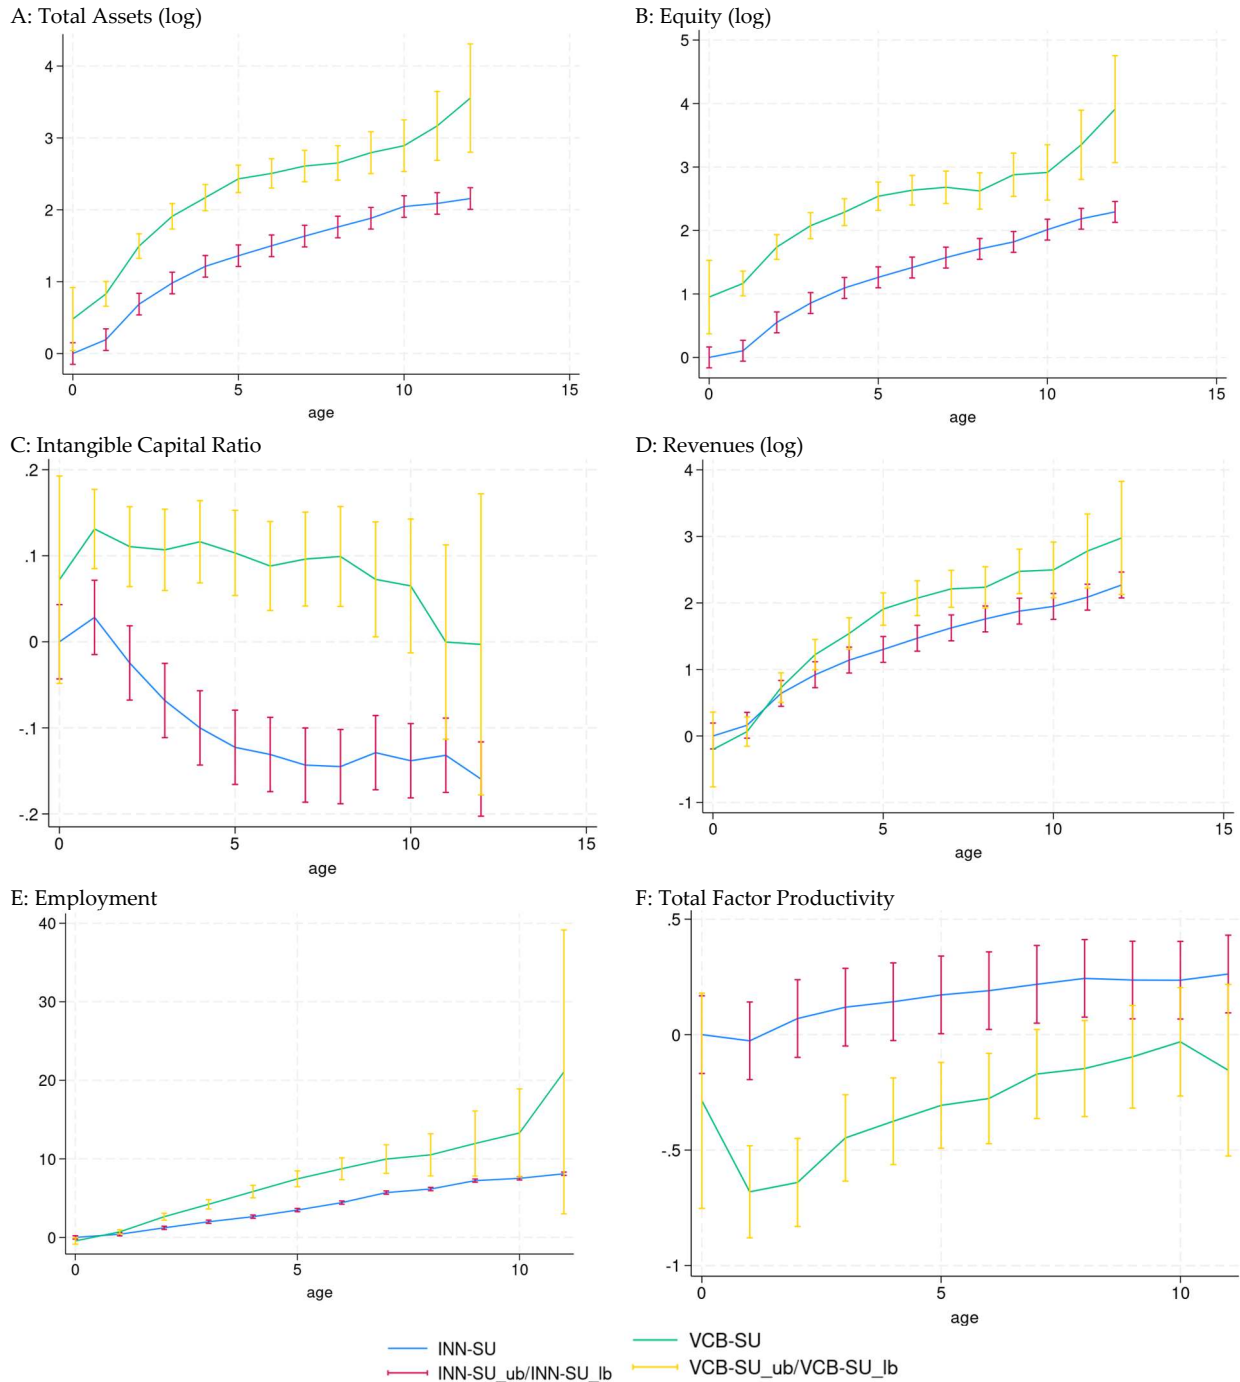 A: Total Assets (log)
4
3
2
1
0
0 5 10 15
age
B: Equity (log)
5
4
3
2
1
0
0 5 10 15
age
C: Intangible Capital Ratio
.2
.1
0
-.1
-.2
0 5 10 15
age
D: Revenues (log)
4
3
2
1
0
-1
0 5 10 15
age
E: Employment
40
30
20
10
0
0 5 10
age
F: Total Factor Productivity
.5
0
-.5
-1
0 5 10
age
INN-SU
VCB-SU
INN-SU_ub/INN-SU_lb
VCB-SU_ub/VCB-SU_lb